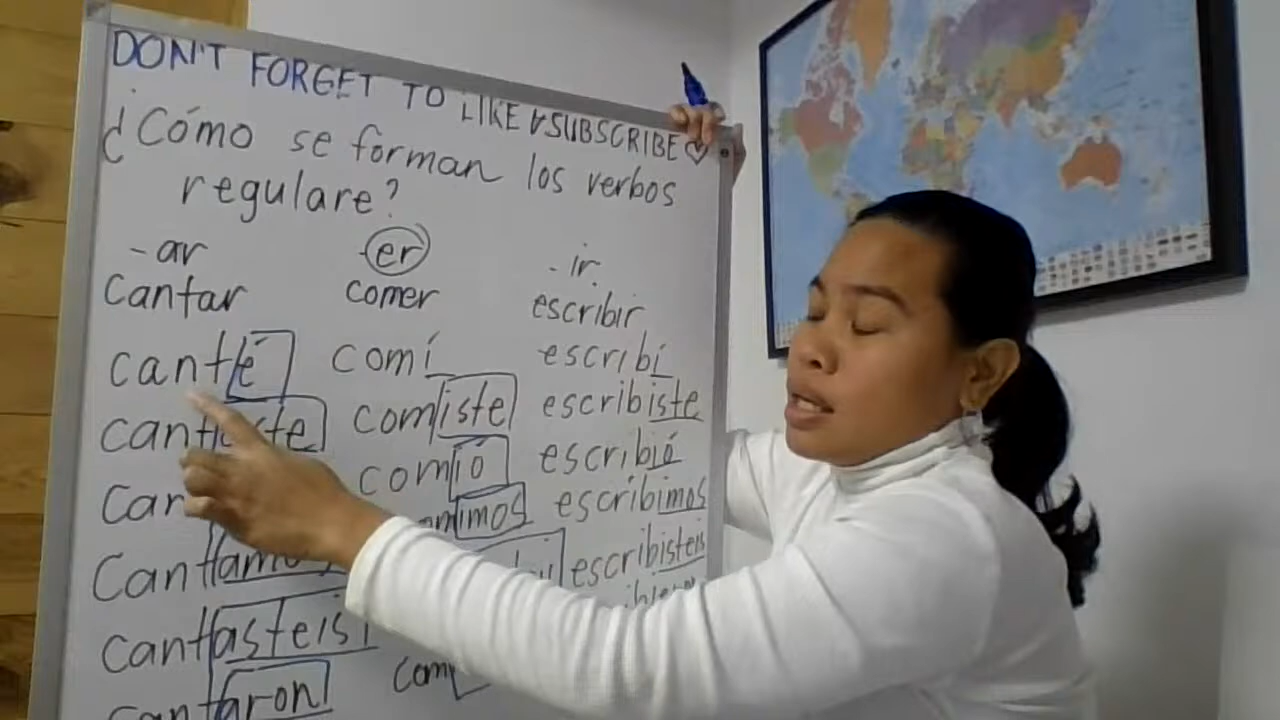 DON'T FORGET TO LIKE & SUBSCRIBE ♡
¿Cómo se forman los verbos
regulare?
-ar -er -ir
cantar comer escribir
canté comí escribí
comiste escribiste
comió escribió
cantamos imos escribimos
cantasteis escribisteis
cantaron